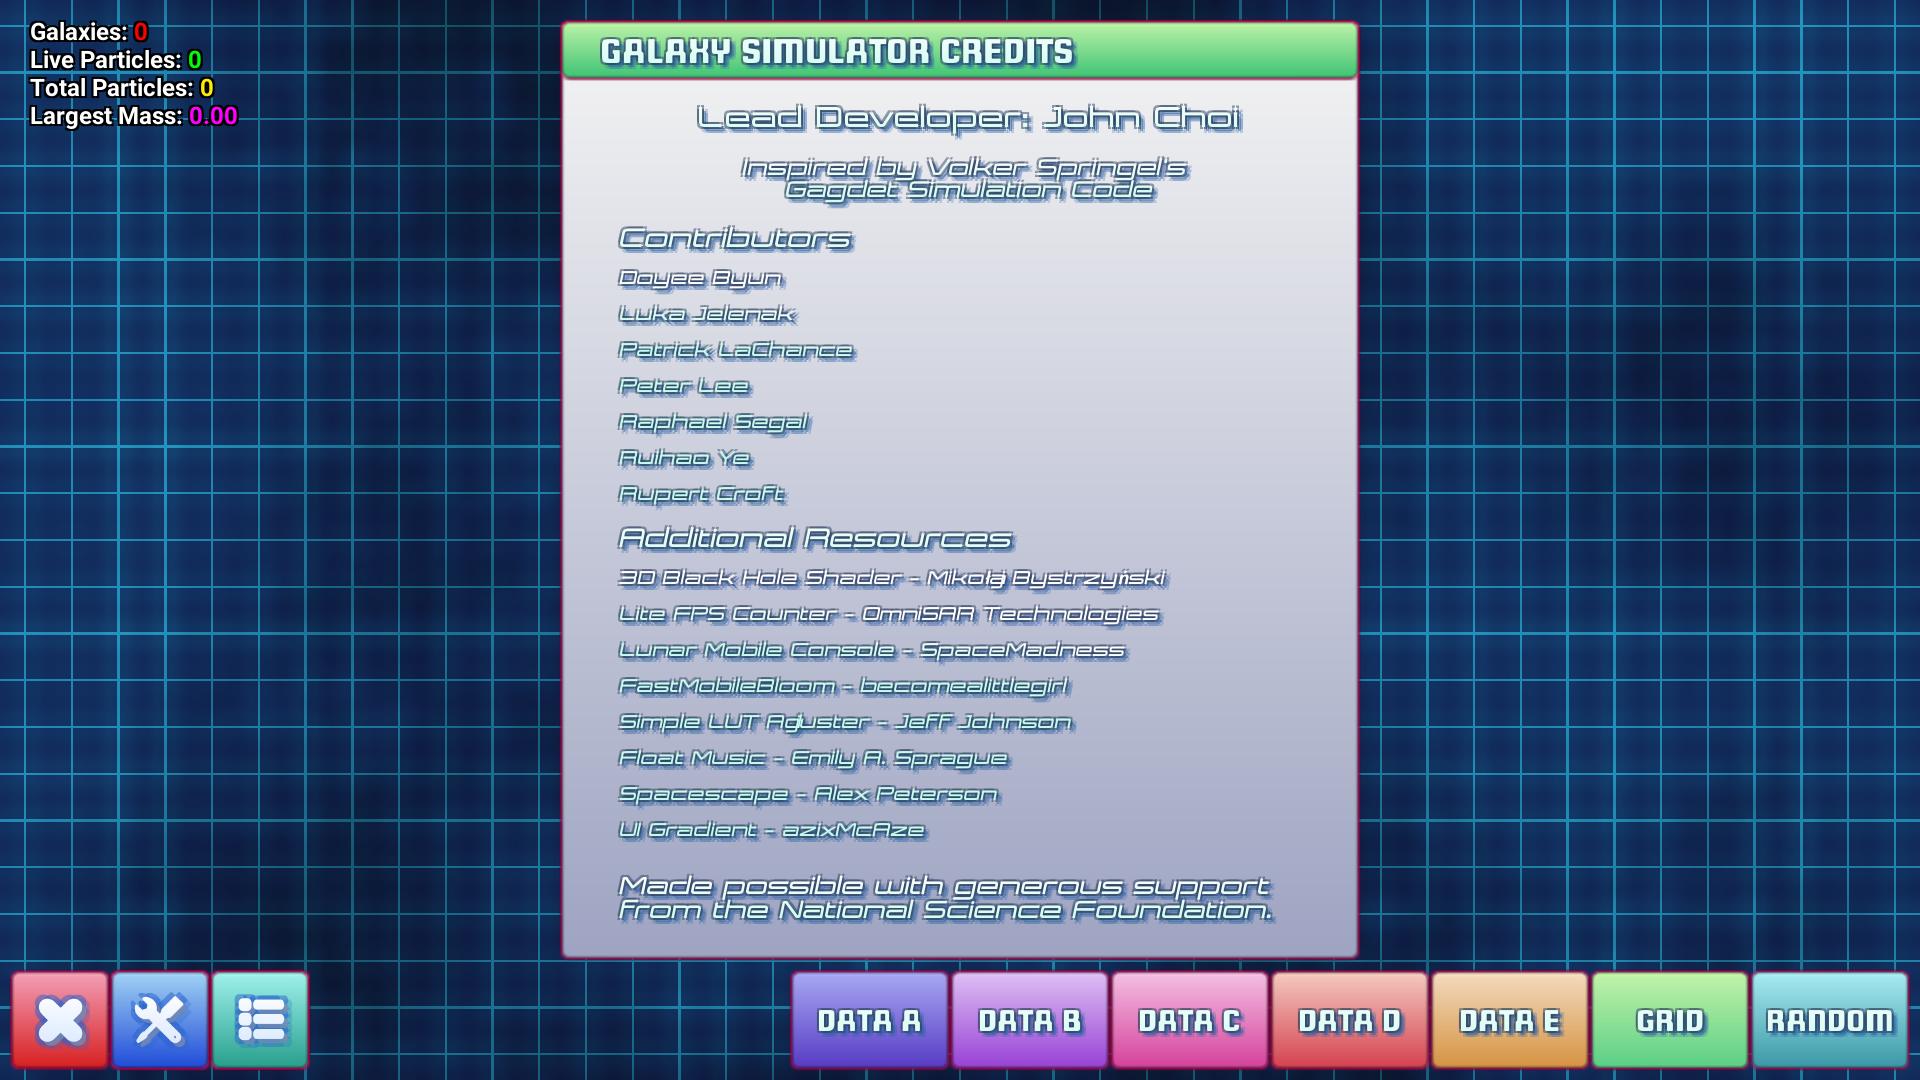 Galaxies: 0
Live Particles: 0
Total Particles: 0
Largest Mass: 0.00
GALAXY SIMULATOR CREDITS
Lead Developer: John Choi
Inspired by Volker Springel's
Gagdet Simulation Code
Contributors
Doyee Byun
Luka Jelenak
Patrick LaChance
Peter Lee
Raphael Segal
Ruihao Ye
Rupert Croft
Additional Resources
3D Black Hole Shader - Mikołaj Bystrzyński
Lite FPS Counter - OmniSAR Technologies
Lunar Mobile Console - SpaceMadness
FastMobileBloom - becomealittlegirl
Simple LUT Adjuster - Jeff Johnson
Float Music - Emily A. Sprague
Spacescape - Alex Peterson
UI Gradient - azixMcAze
Made possible with generous support
from the National Science Foundation.
DATA A
DATA B
DATA C
DATA D
DATA E
GRID
RANDOM